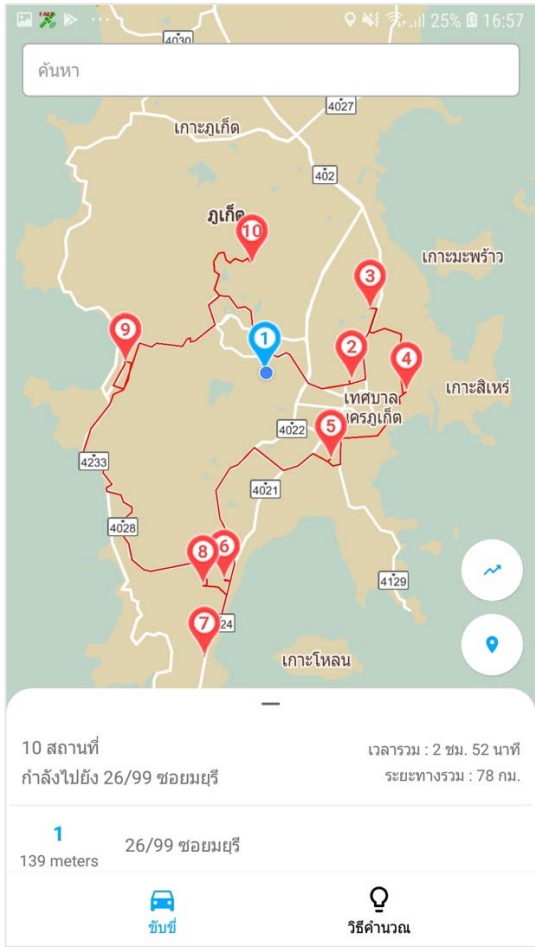 FAKE
25% 16:57
4030
ค้นหา
4027
เกาะภูเก็ต
402
ภูเก็ต
10
เกาะมะพร้าว
3
9
1
2
4
เกาะสิเหร่
เทศบาล
นครภูเก็ต
5
4022
4233
4021
4028
8
6
4129
7
24
เกาะโหลน
10 สถานที่
เวลารวม : 2 ชม. 52 นาที
กำลังไปยัง 26/99 ซอยมยุรี
ระยะทางรวม : 78 กม.
1
26/99 ซอยมยุรี
139 meters
ขับขี่
วิธีคำนวณ